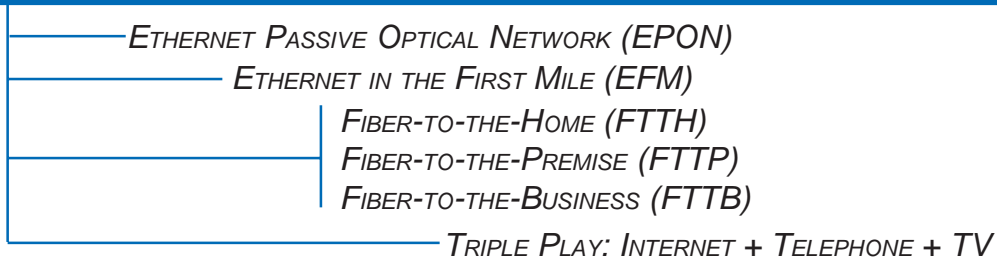 Ethernet Passive Optical Network (EPON)
Ethernet in the First Mile (EFM)
Fiber-to-the-Home (FTTH)
Fiber-to-the-Premise (FTTP)
Fiber-to-the-Business (FTTB)
Triple Play: Internet + Telephone + TV